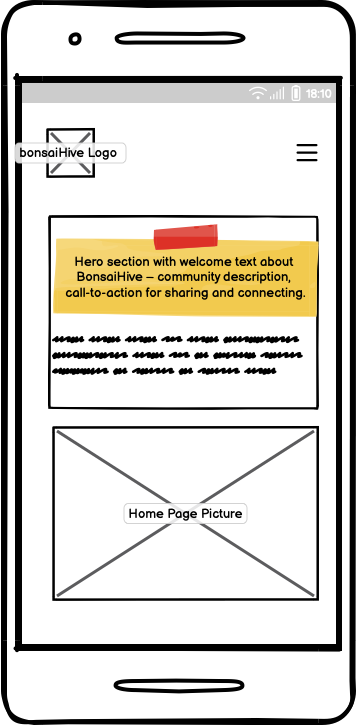 18:10
bonsaiHive Logo
Hero section with welcome text about
BonsaiHive – community description,
call-to-action for sharing and connecting.
Home Page Picture